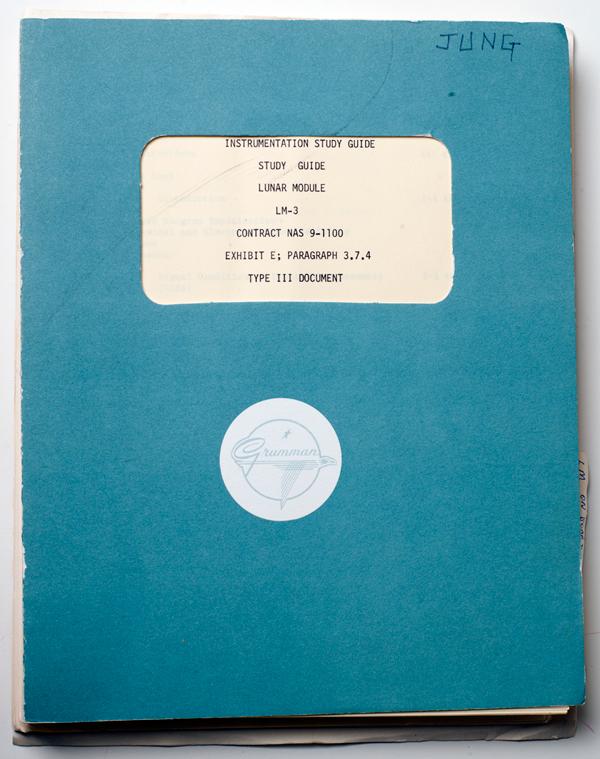 JUNG
INSTRUMENTATION STUDY GUIDE
STUDY GUIDE
LUNAR MODULE
LM-3
CONTRACT NAS 9-1100
EXHIBIT E; PARAGRAPH 3.7.4
TYPE III DOCUMENT
Grumman